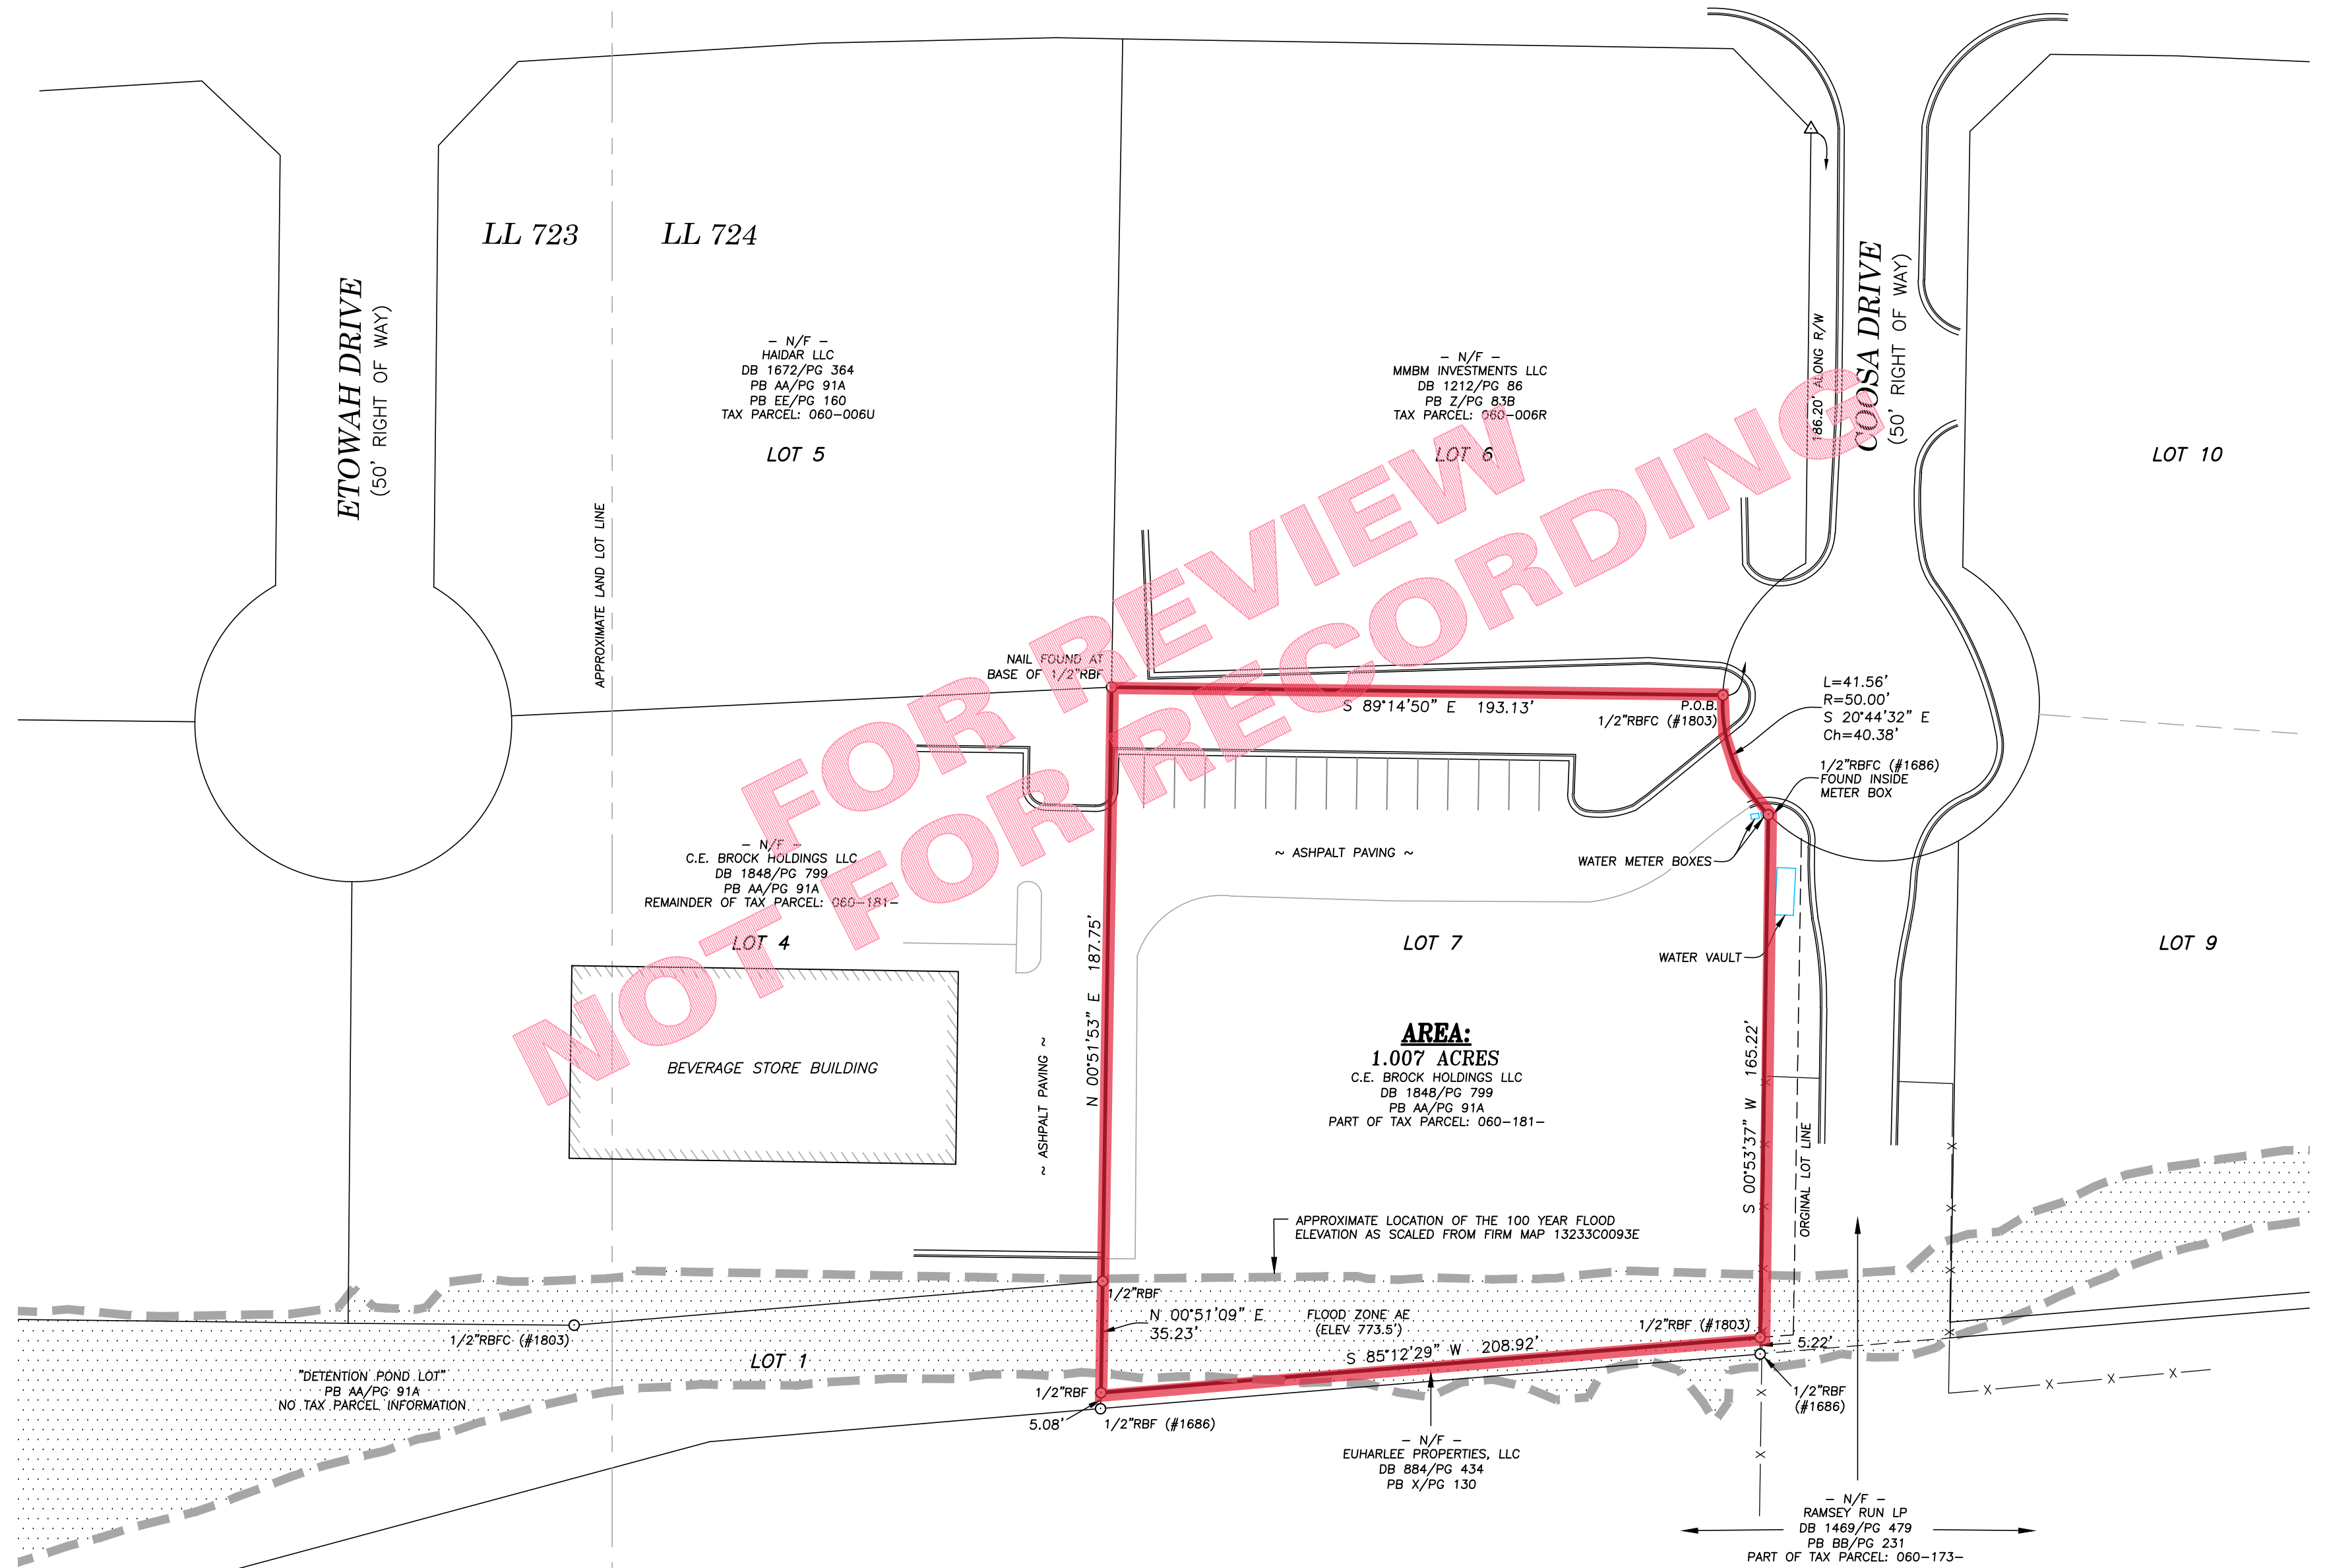 ETOWAH DRIVE
(50' RIGHT OF WAY)
LL 723
LL 724
APPROXIMATE LAND LOT LINE
- N/F -
HAIDAR LLC
DB 1672/PG 364
PB AA/PG 91A
PB EE/PG 160
TAX PARCEL: 060-006U
LOT 5
- N/F -
MMBM INVESTMENTS LLC
DB 1212/PG 86
PB Z/PG 83B
TAX PARCEL: 060-006R
LOT 6
186.20' ALONG R/W
COOSA DRIVE
(50' RIGHT OF WAY)
LOT 10
FOR REVIEW
NOT FOR RECORDING
NAIL FOUND AT
BASE OF 1/2"RBF
S 89°14'50" E 193.13'
P.O.B.
1/2"RBFC (#1803)
L=41.56'
R=50.00'
S 20°44'32" E
Ch=40.38'
1/2"RBFC (#1686)
FOUND INSIDE
METER BOX
- N/F -
C.E. BROCK HOLDINGS LLC
DB 1848/PG 799
PB AA/PG 91A
REMAINDER OF TAX PARCEL: 060-181-
LOT 4
BEVERAGE STORE BUILDING
~ ASHPALT PAVING ~
N 00°51'53" E 187.75'
~ ASHPALT PAVING ~
WATER METER BOXES
LOT 7
WATER VAULT
LOT 9
AREA:
1.007 ACRES
C.E. BROCK HOLDINGS LLC
DB 1848/PG 799
PB AA/PG 91A
PART OF TAX PARCEL: 060-181-
S 00°53'37" W 165.22'
ORGINAL LOT LINE
APPROXIMATE LOCATION OF THE 100 YEAR FLOOD
ELEVATION AS SCALED FROM FIRM MAP 13233C0093E
1/2"RBF
N 00°51'09" E
35.23'
FLOOD ZONE AE
(ELEV 773.5')
1/2"RBF (#1803)
1/2"RBFC (#1803)
S 85°12'29" W 208.92'
5.22'
LOT 1
"DETENTION POND LOT"
PB AA/PG 91A
NO TAX PARCEL INFORMATION
1/2"RBF
5.08'
1/2"RBF (#1686)
1/2"RBF
(#1686)
- N/F -
EUHARLEE PROPERTIES, LLC
DB 884/PG 434
PB X/PG 130
- N/F -
RAMSEY RUN LP
DB 1469/PG 479
PB BB/PG 231
PART OF TAX PARCEL: 060-173-